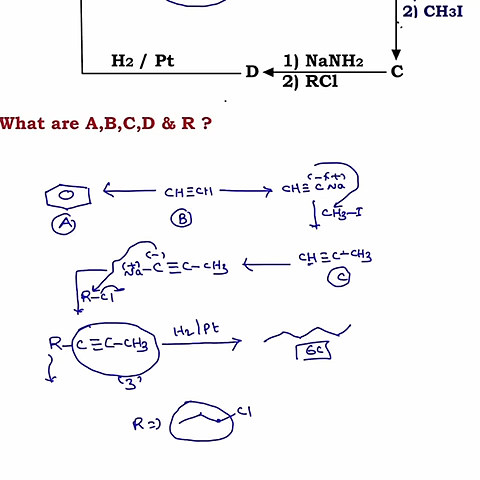 2) CH3I
H2 / Pt
D
1) NaNH2
C
2) RCl
What are A,B,C,D & R ?
CH≡CH
CH≡C Na
(-) (+)
A
B
CH3-I
(+) (-)
Na-C≡C-CH3
CH≡C-CH3
C
R-Cl
R-C≡C-CH3
H2/Pt
6C
(3)
R⇒
Cl